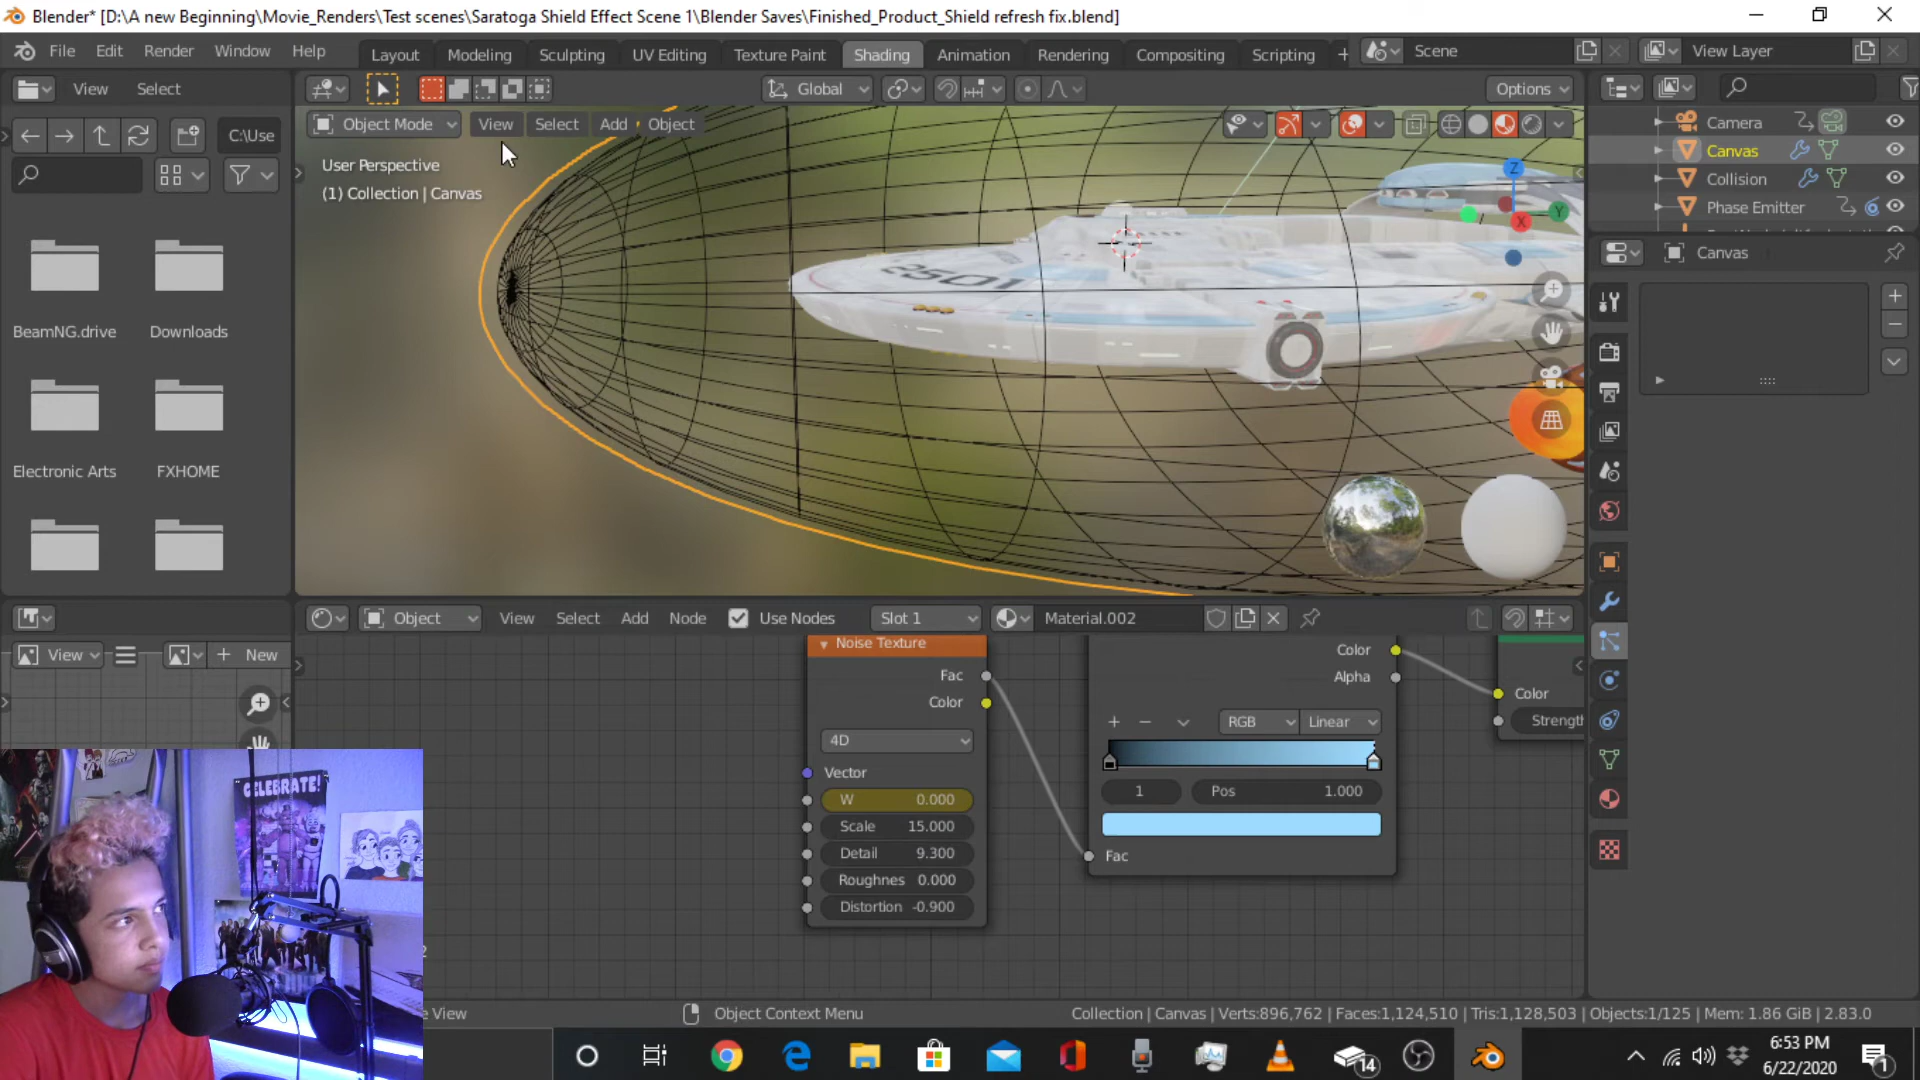 Blender* [D:\A new Beginning\Movie_Renders\Test scenes\Saratoga Shield Effect Scene 1\Blender Saves\Finished_Product_Shield refresh fix.blend]
File Edit Render Window Help
Layout Modeling Sculpting UV Editing Texture Paint Shading Animation Rendering Compositing Scripting +
Scene
View Layer
View Select
Global
Options
Object Mode View Select Add Object
C:\Use
User Perspective
(1) Collection | Canvas
2501
Z
Y
X
Camera
Canvas
Collision
Phase Emitter
Canvas
BeamNG.drive Downloads
Electronic Arts FXHOME
Object View Select Add Node Use Nodes Slot 1 Material.002
View + New
Noise Texture
Fac
Color
4D
Vector
W 0.000
Scale 15.000
Detail 9.300
Roughnes 0.000
Distortion -0.900
Color
Alpha
RGB Linear
1 Pos 1.000
Fac
Color
Strength
CELEBRATE!
e View
Object Context Menu
Collection | Canvas | Verts:896,762 | Faces:1,124,510 | Tris:1,128,503 | Objects:1/125 | Mem: 1.86 GiB | 2.83.0
14
6:53 PM
6/22/2020
1